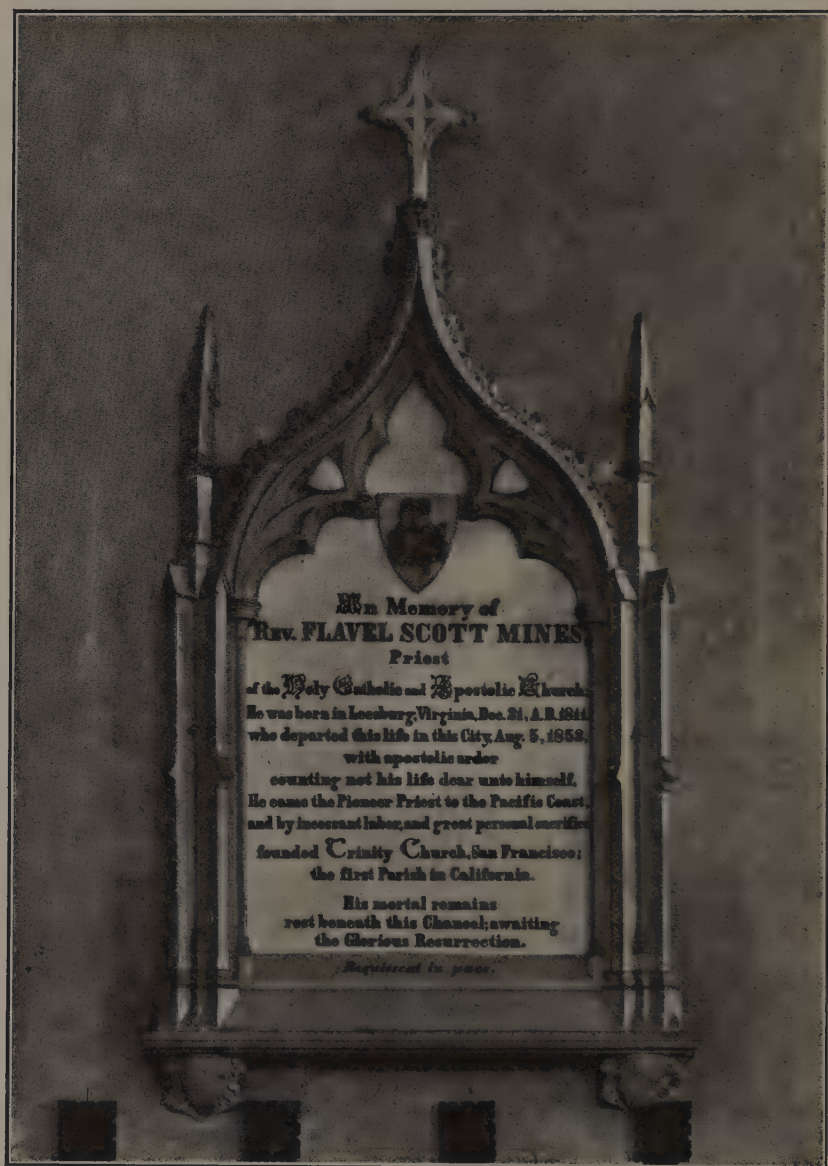 In Memory of
Rev. FLAVEL SCOTT MINES
Priest
of the Holy Catholic and Apostolic Church;
He was born in Leesburg, Virginia, Dec. 31, A.D. 1811.
who departed this life in this City, Aug. 5, 1852,
with apostolic ardor
counting not his life dear unto himself.
He came the Pioneer Priest to the Pacific Coast,
and by incessant labor, and great personal sacrifice
founded Trinity Church, San Francisco;
the first Parish in California.
His mortal remains
rest beneath this Chancel; awaiting
the Glorious Resurrection.
Requiescat in pace.